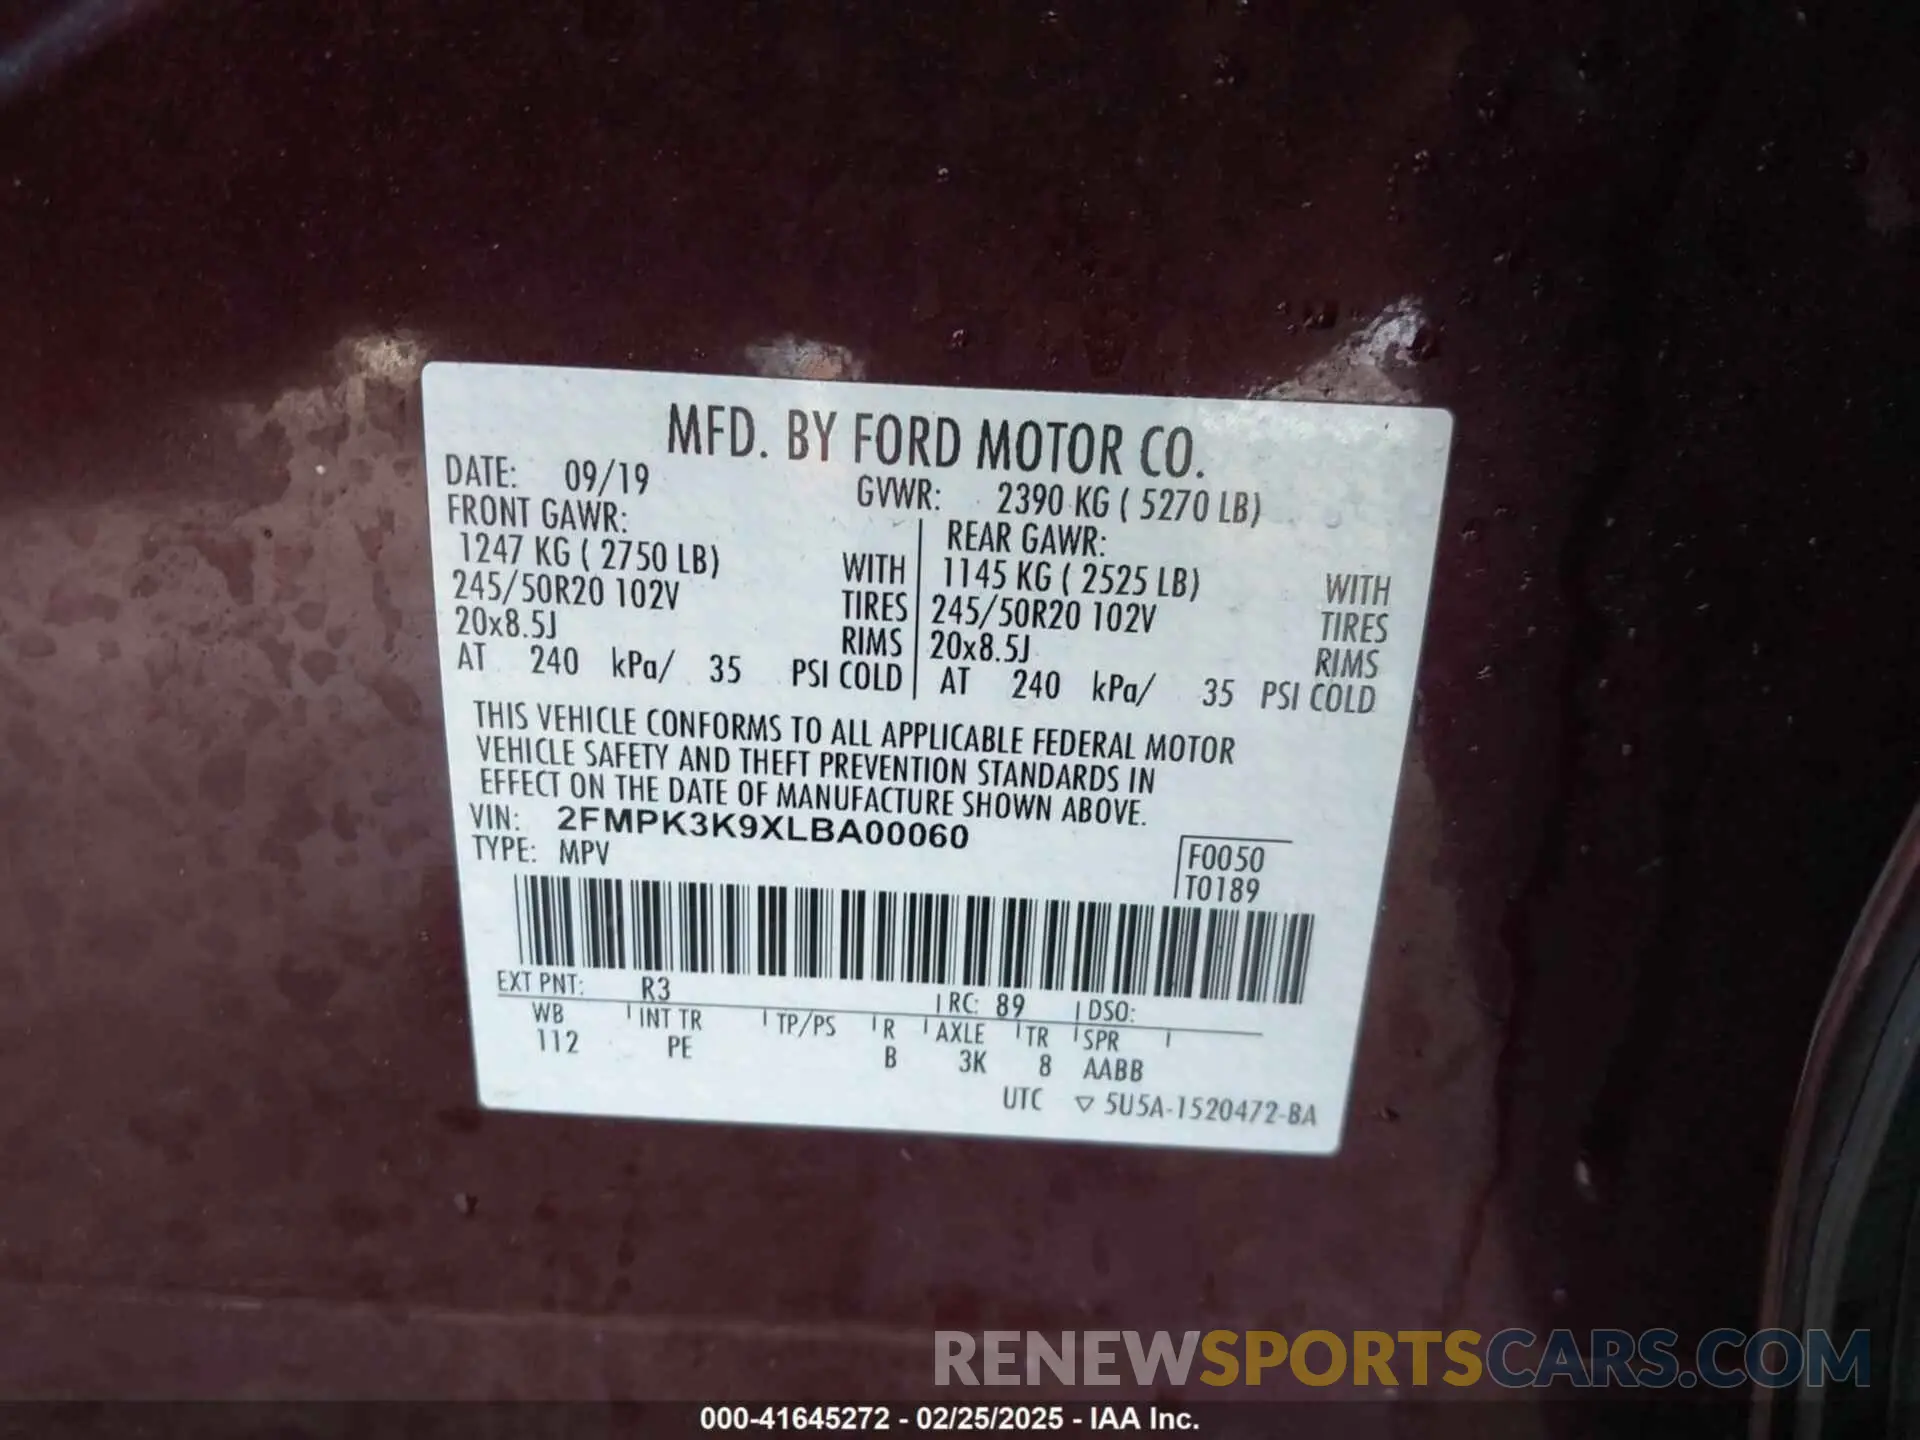 MFD. BY FORD MOTOR CO.
DATE: 09/19 GVWR: 2390 KG ( 5270 LB)
FRONT GAWR: REAR GAWR:
1247 KG ( 2750 LB) WITH 1145 KG ( 2525 LB) WITH
245/50R20 102V TIRES 245/50R20 102V TIRES
20x8.5J RIMS 20x8.5J RIMS
AT 240 kPa/ 35 PSI COLD AT 240 kPa/ 35 PSI COLD
THIS VEHICLE CONFORMS TO ALL APPLICABLE FEDERAL MOTOR
VEHICLE SAFETY AND THEFT PREVENTION STANDARDS IN
EFFECT ON THE DATE OF MANUFACTURE SHOWN ABOVE.
VIN: 2FMPK3K9XLBA00060
TYPE: MPV
F0050
T0189
EXT PNT: R3 RC: 89 DSO:
WB INT TR TP/PS R AXLE TR SPR
112 PE B 3K 8 AABB
UTC ▽ 5U5A-1520472-BA
RENEWSPORTSCARS.COM
000-41645272 - 02/25/2025 - IAA Inc.